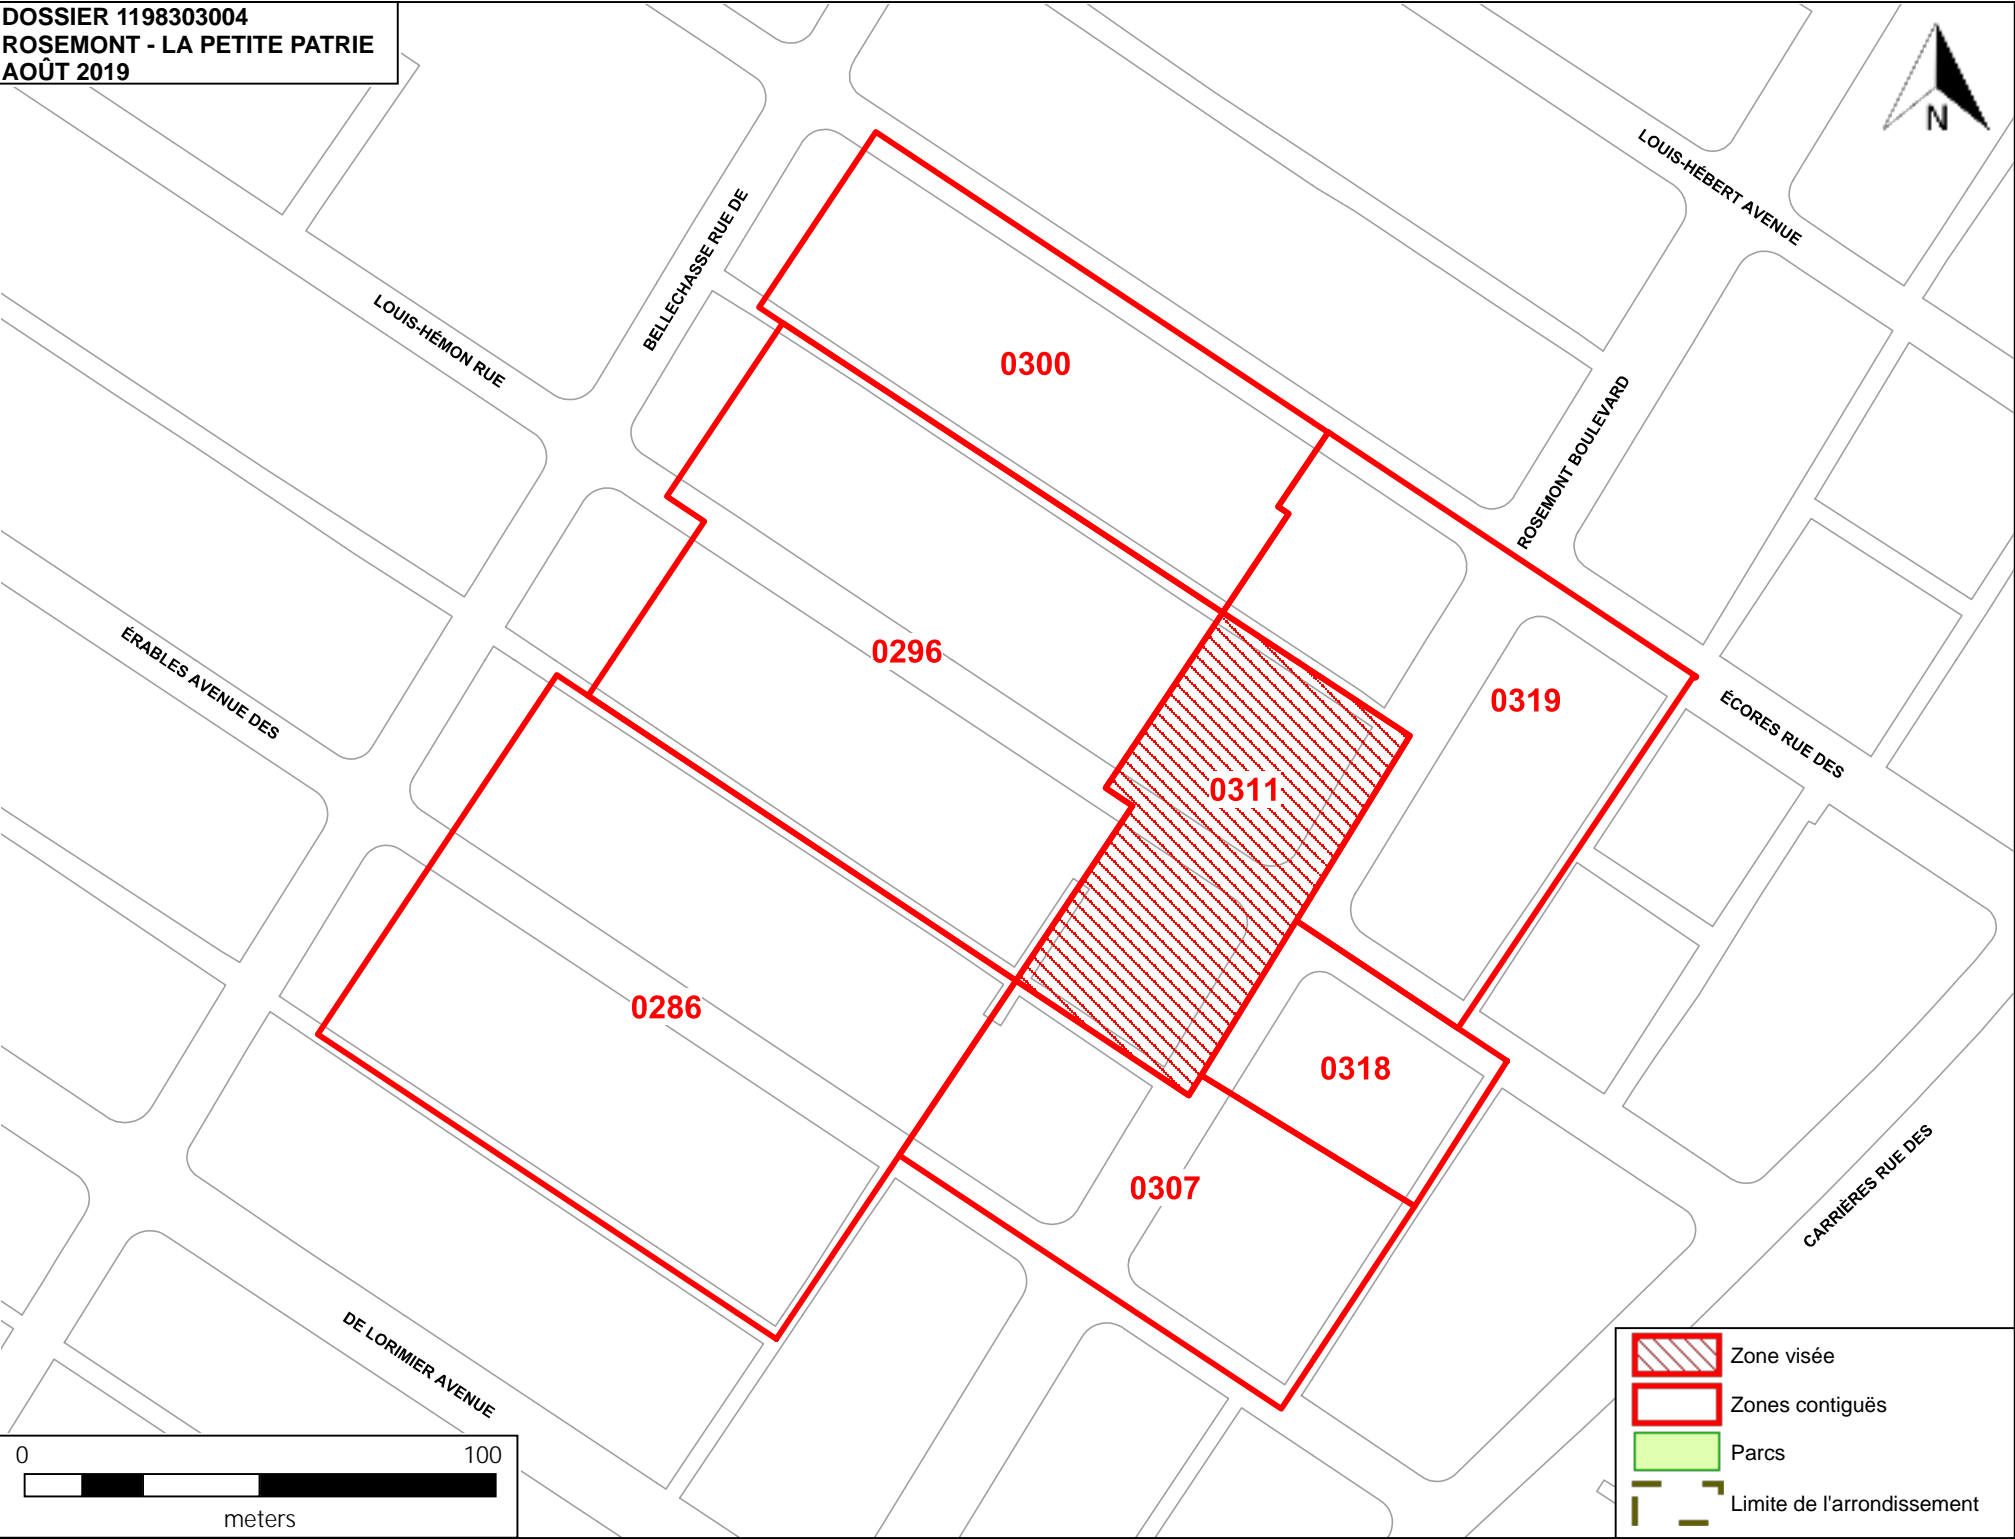 DOSSIER 1198303004
ROSEMONT - LA PETITE PATRIE
AOÛT 2019
N
LOUIS-HÉBERT AVENUE
BELLECHASSE RUE DE
LOUIS-HÉMON RUE
0300
ROSEMONT BOULEVARD
0296
ÉRABLES AVENUE DES
0319
ÉCORES RUE DES
0311
0286
0318
0307
CARRIÈRES RUE DES
DE LORIMIER AVENUE
0 100
meters
Zone visée
Zones contiguës
Parcs
Limite de l'arrondissement